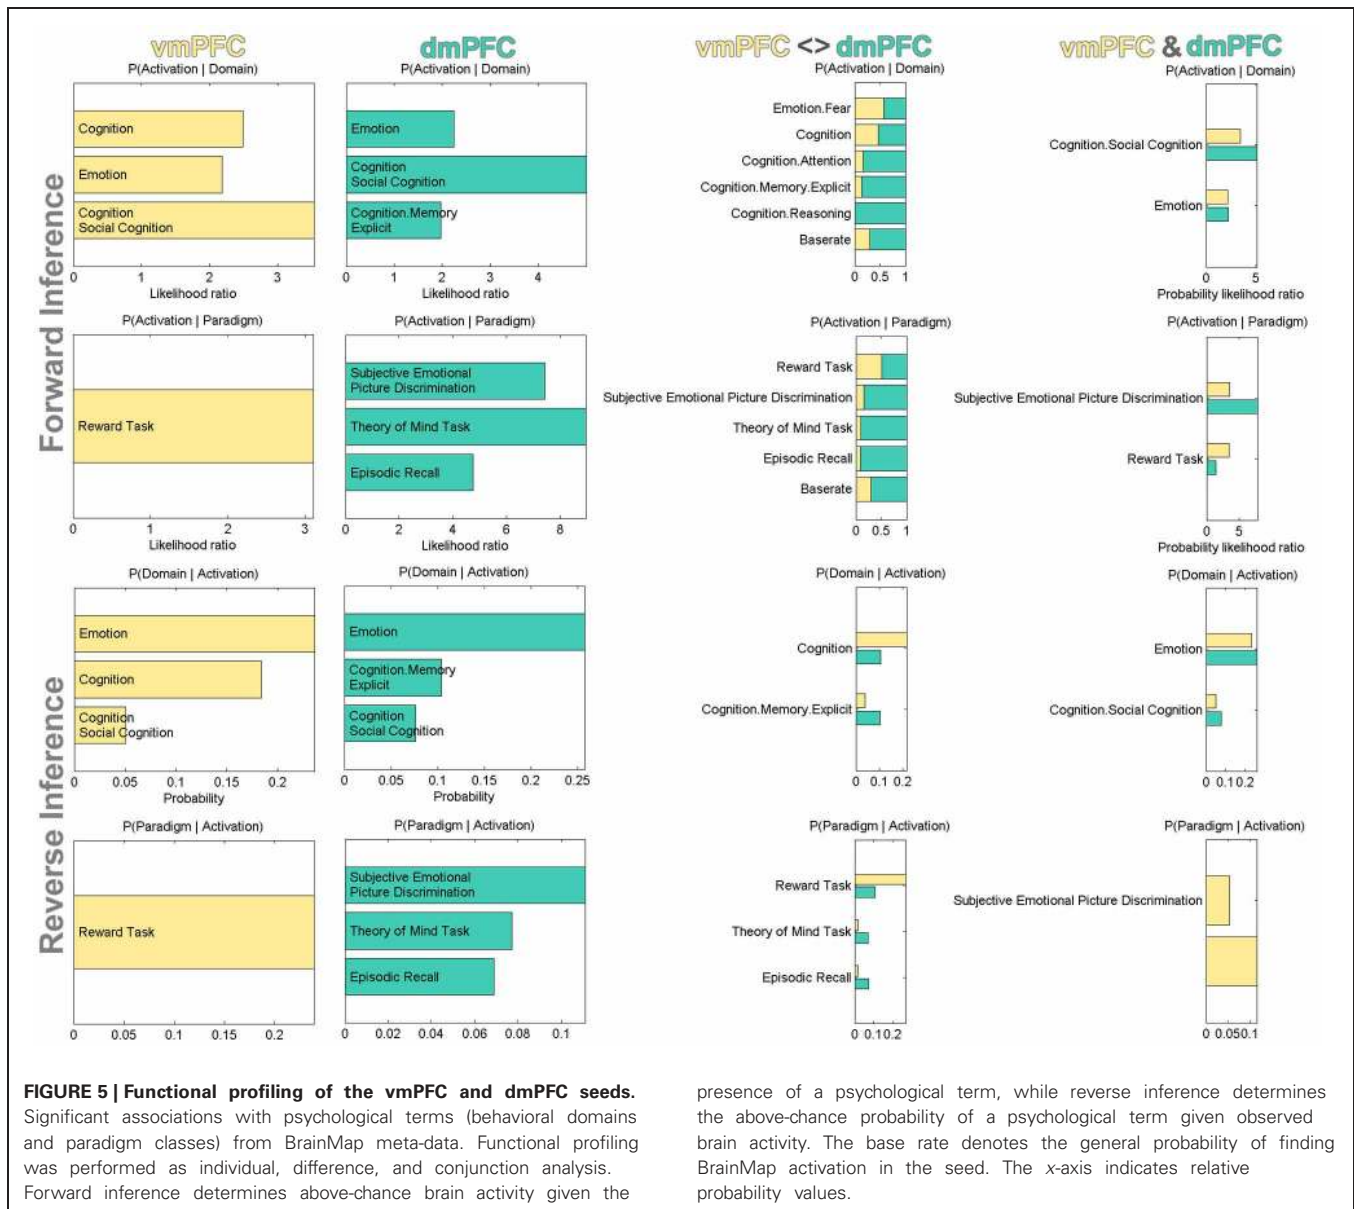 vmPFC
P(Activation | Domain)
Cognition
Emotion
Cognition
Social Cognition
1
2
3
0
Likelihood ratio
dmPFC
P(Activation | Domain)
Emotion
Cognition
Social Cognition
Cognition.Memory
Explicit
0
1
2
3
4
Likelihood ratio
vmPFC <> dmPFC
P(Activation | Domain)
Emotion.Fear
Cognition
Cognition.Attention
Cognition.Memory.Explicit
Cognition.Reasoning
Baserate
0 0.5 1
vmPFC & dmPFC
P(Activation | Domain)
Cognition.Social Cognition
Emotion
0 5
Probability likelihood ratio
Forward Inference
P(Activation | Paradigm)
Reward Task
0 1 2 3
Likelihood ratio
P(Activation | Paradigm)
Subjective Emotional
Picture Discrimination
Theory of Mind Task
Episodic Recall
0 2 4 6 8
Likelihood ratio
P(Activation | Paradigm)
Reward Task
Subjective Emotional Picture Discrimination
Theory of Mind Task
Episodic Recall
Baserate
0 0.5 1
P(Activation | Paradigm)
Subjective Emotional Picture Discrimination
Reward Task
0 5
Probability likelihood ratio
Reverse Inference
P(Domain | Activation)
Emotion
Cognition
Cognition
Social Cognition
0 0.05 0.1 0.15 0.2
Probability
P(Domain | Activation)
Emotion
Cognition.Memory
Explicit
Cognition
Social Cognition
0 0.05 0.1 0.15 0.2 0.25
Probability
P(Domain | Activation)
Cognition
Cognition.Memory.Explicit
0 0.1 0.2
P(Domain | Activation)
Emotion
Cognition.Social Cognition
0 0.1 0.2
P(Paradigm | Activation)
Reward Task
0 0.05 0.1 0.15 0.2
P(Paradigm | Activation)
Subjective Emotional
Picture Discrimination
Theory of Mind Task
Episodic Recall
0 0.02 0.04 0.06 0.08 0.1
P(Paradigm | Activation)
Reward Task
Theory of Mind Task
Episodic Recall
0 0.1 0.2
P(Paradigm | Activation)
Subjective Emotional Picture Discrimination
0 0.05 0.1
FIGURE 5 | Functional profiling of the vmPFC and dmPFC seeds.
Significant associations with psychological terms (behavioral domains
and paradigm classes) from BrainMap meta-data. Functional profiling
was performed as individual, difference, and conjunction analysis.
Forward inference determines above-chance brain activity given the
presence of a psychological term, while reverse inference determines
the above-chance probability of a psychological term given observed
brain activity. The base rate denotes the general probability of finding
BrainMap activation in the seed. The x-axis indicates relative
probability values.